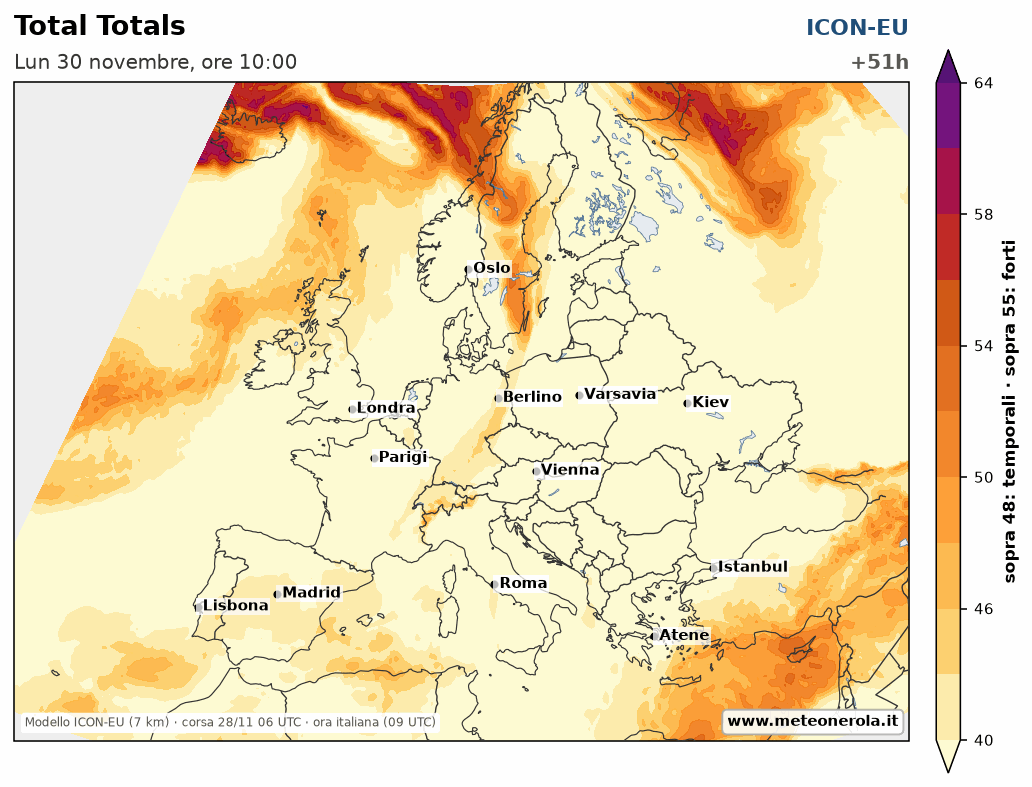 Total Totals
ICON-EU
Lun 30 novembre, ore 10:00
+51h
Oslo
Berlino
Varsavia
Kiev
Londra
Parigi
Vienna
Istanbul
Roma
Madrid
Lisbona
Atene
Modello ICON-EU (7 km) · corsa 28/11 06 UTC · ora italiana (09 UTC)
www.meteonerola.it
64
58
54
50
46
40
sopra 48: temporali · sopra 55: forti